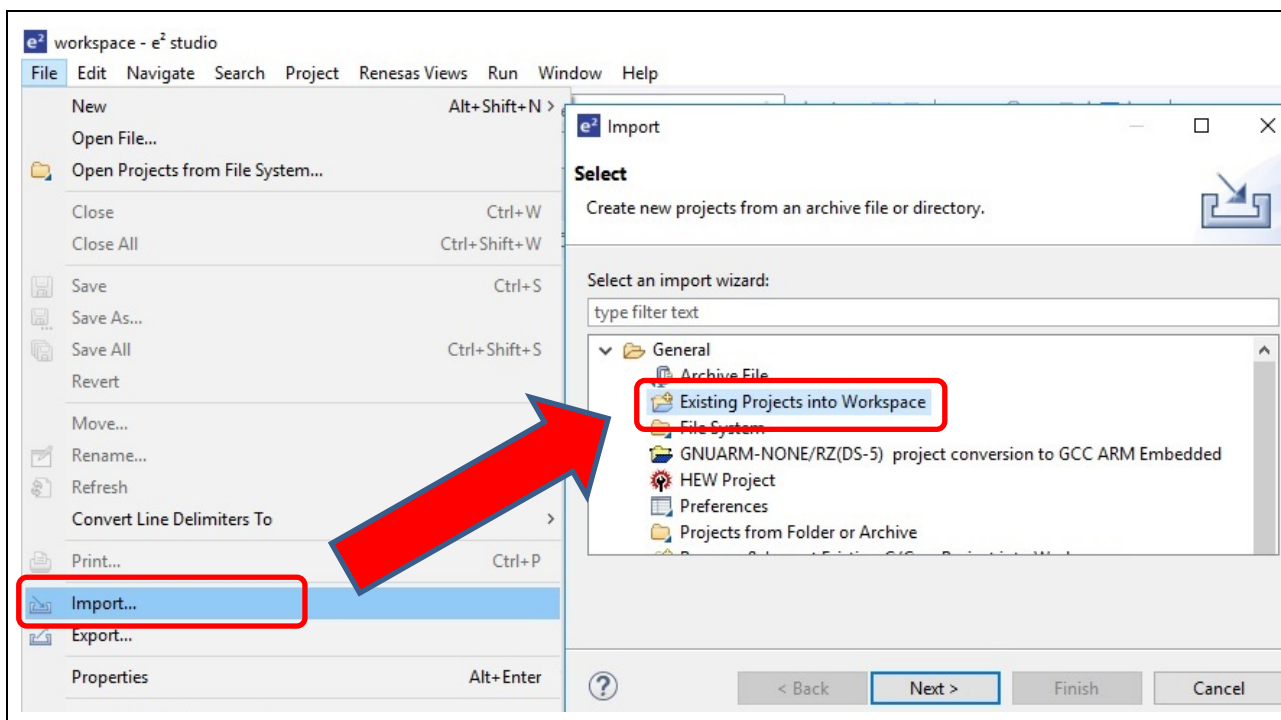 e² workspace - e² studio
File Edit Navigate Search Project Renesas Views Run Window Help
New Alt+Shift+N >
Open File...
Open Projects from File System...
Close Ctrl+W
Close All Ctrl+Shift+W
Save Ctrl+S
Save As...
Save All Ctrl+Shift+S
Revert
Move...
Rename...
Refresh
Convert Line Delimiters To >
Print... Ctrl+P
Import...
Export...
Properties Alt+Enter
e² Import
Select
Create new projects from an archive file or directory.
Select an import wizard:
type filter text
General
Archive File
Existing Projects into Workspace
File System
GNUARM-NONE/RZ(DS-5) project conversion to GCC ARM Embedded
HEW Project
Preferences
Projects from Folder or Archive
? < Back Next > Finish Cancel